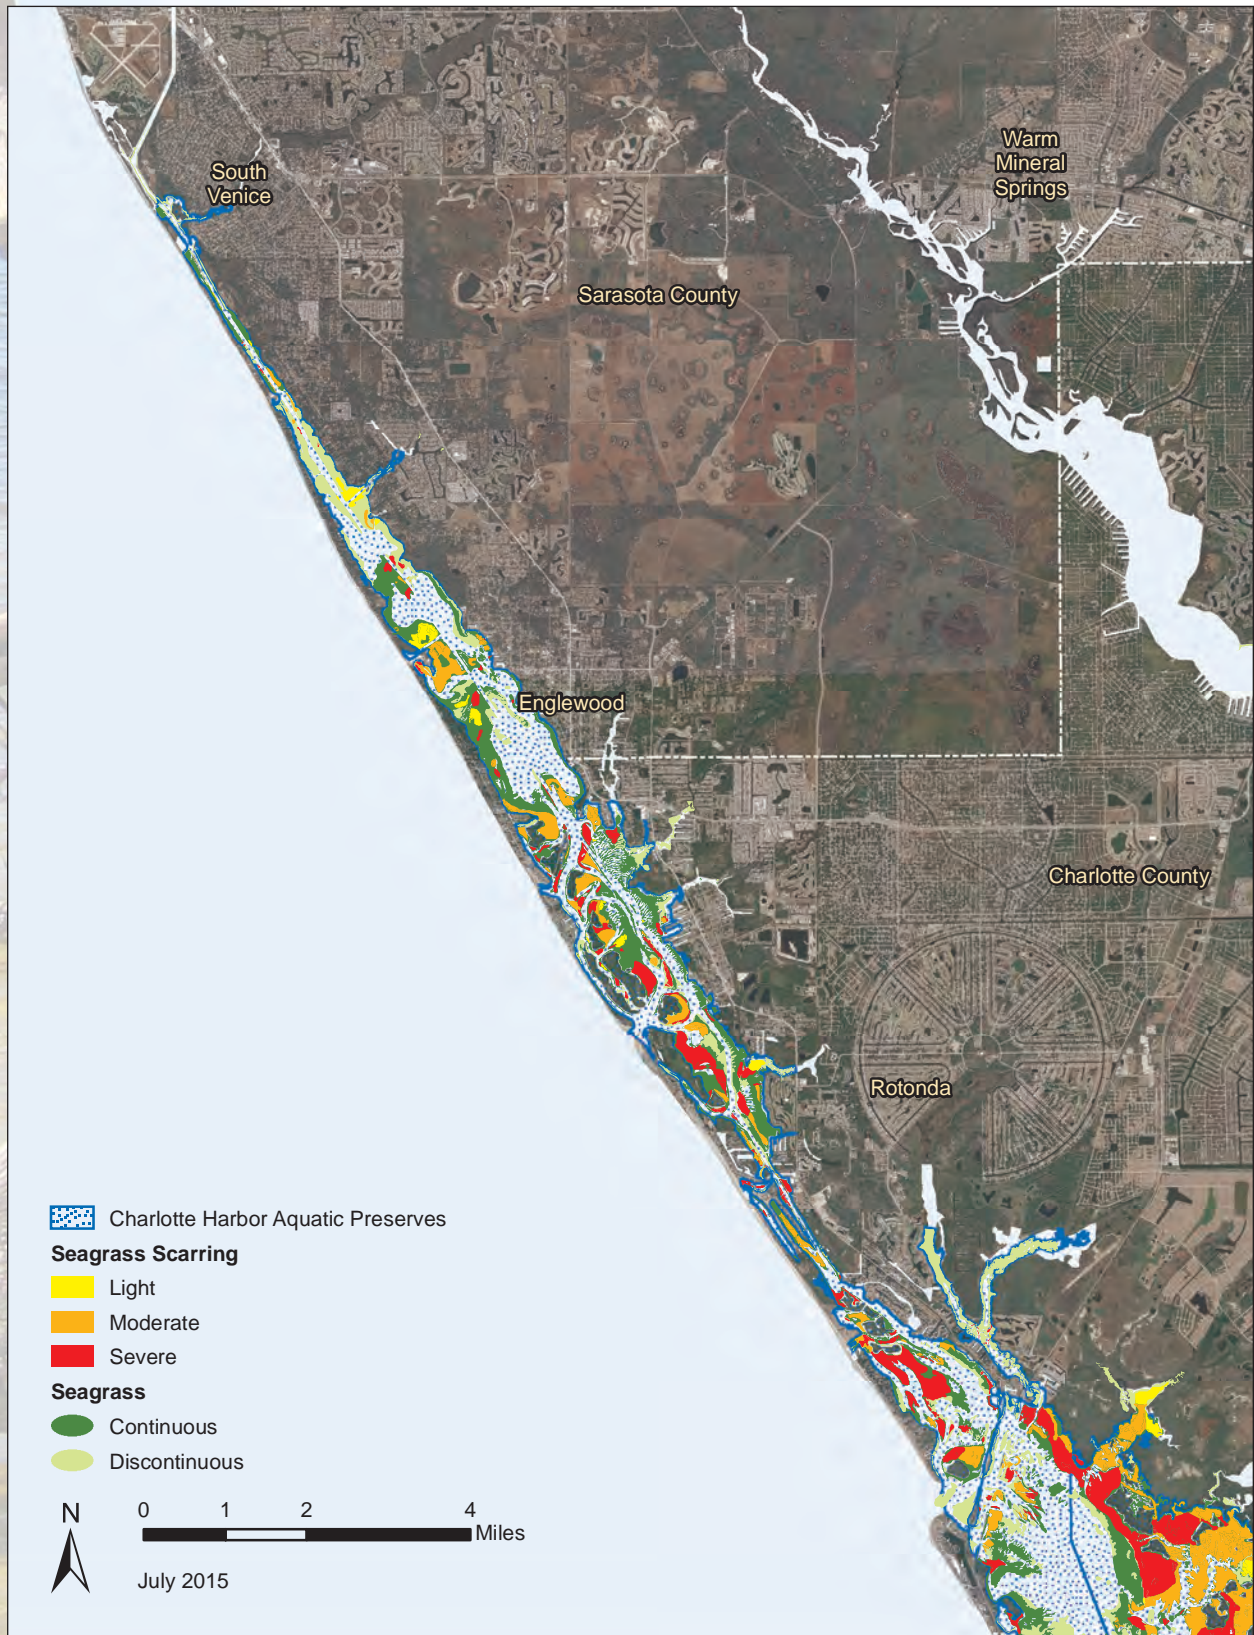 South
Venice
Warm
Mineral
Springs
Sarasota County
Englewood
Charlotte County
Rotonda
Charlotte Harbor Aquatic Preserves
Seagrass Scarring
Light
Moderate
Severe
Seagrass
Continuous
Discontinuous
N
0 1 2 4
Miles
July 2015